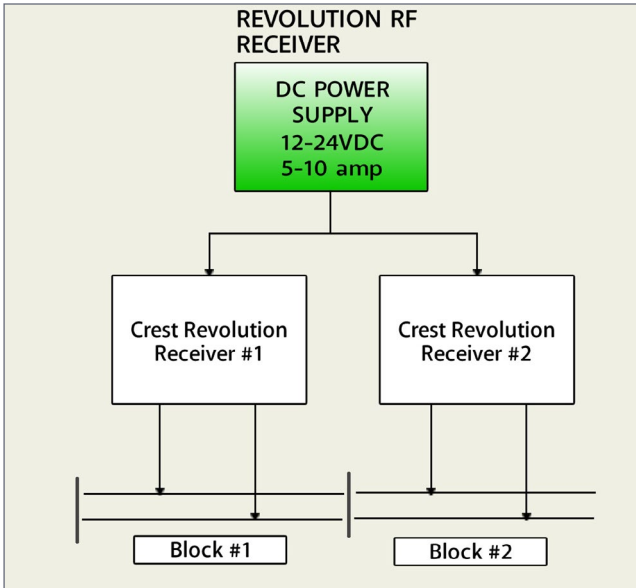 REVOLUTION RF
RECEIVER
DC POWER
SUPPLY
12-24VDC
5-10 amp
Crest Revolution
Receiver #1
Crest Revolution
Receiver #2
Block #1
Block #2